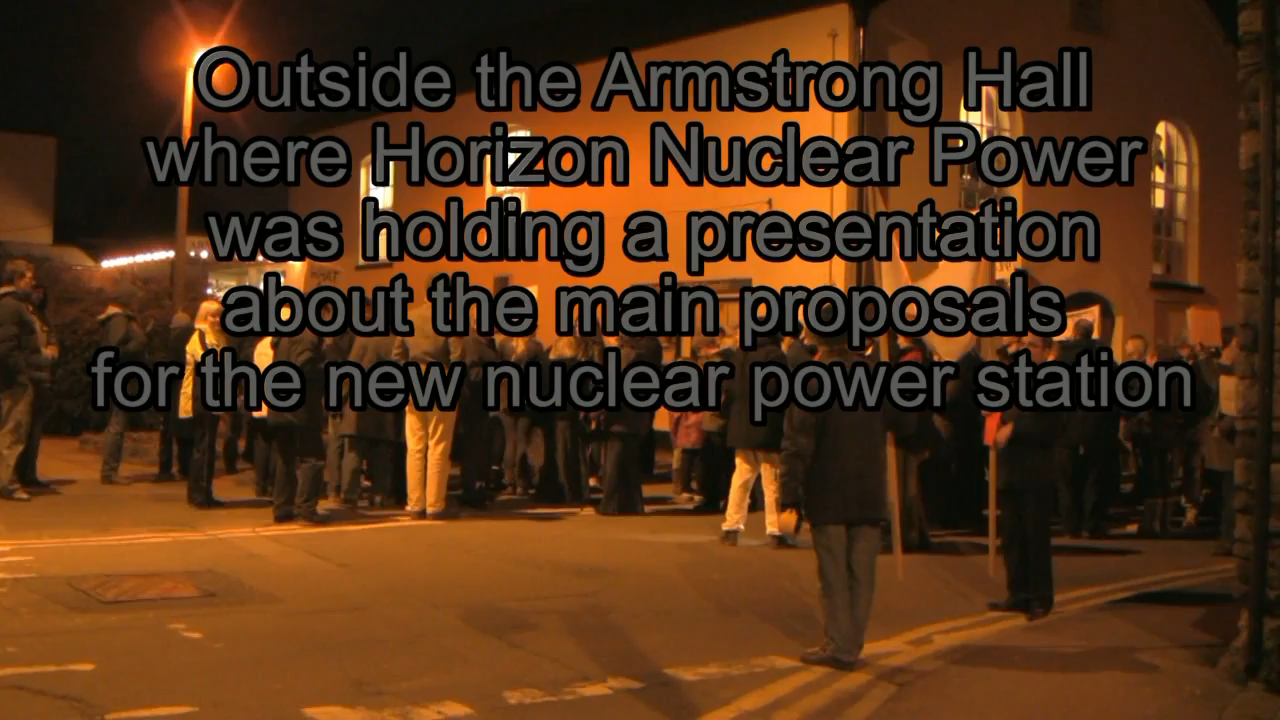 Outside the Armstrong Hall
where Horizon Nuclear Power
was holding a presentation
about the main proposals
for the new nuclear power station